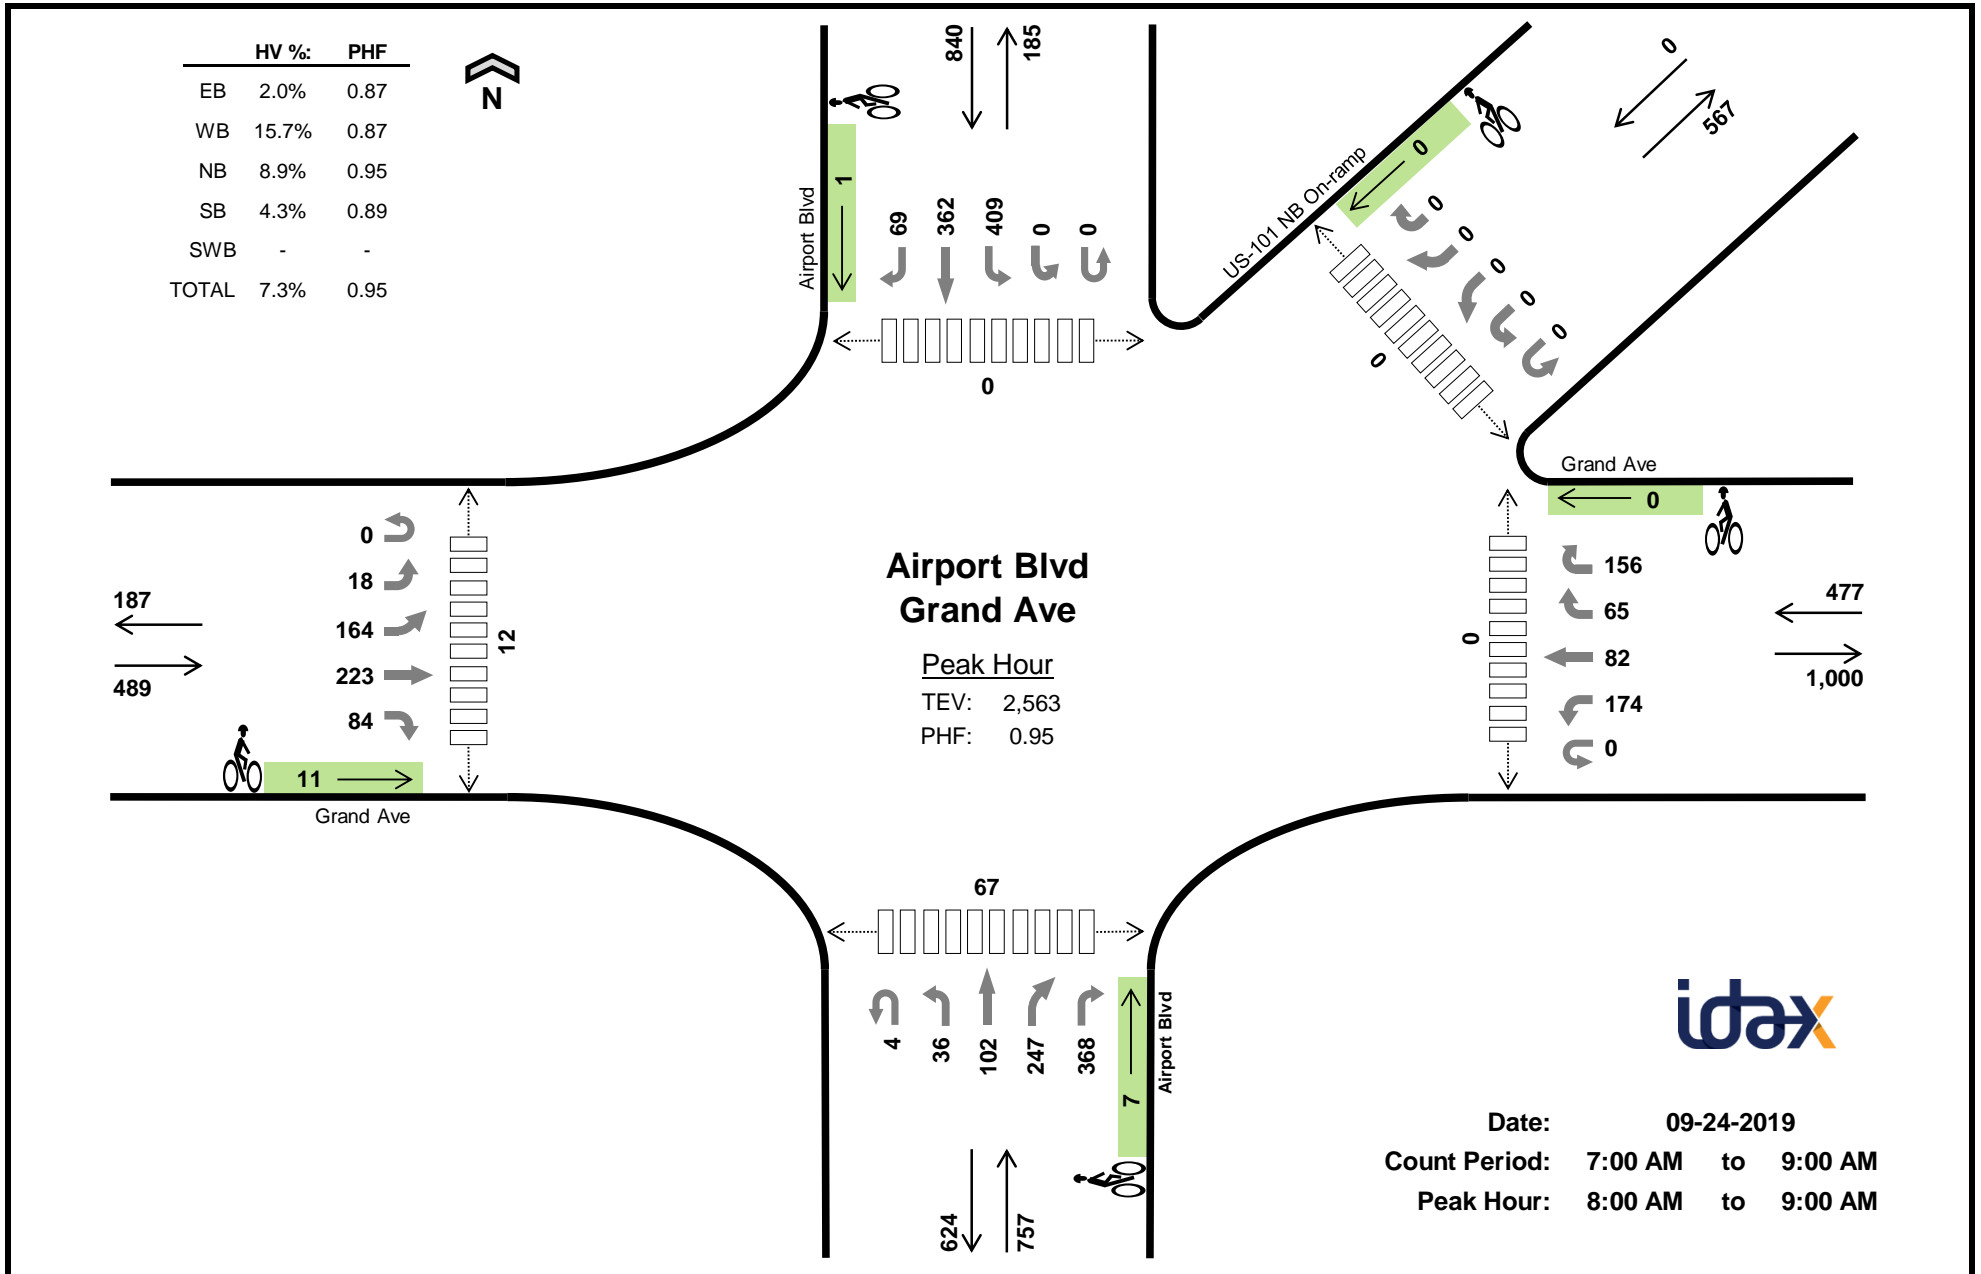 HV %: PHF
EB 2.0% 0.87
WB 15.7% 0.87
NB 8.9% 0.95
SB 4.3% 0.89
SWB - -
TOTAL 7.3% 0.95
N
840
185
0
567
1
Airport Blvd
69 362 409 0 0
0
US-101 NB On-ramp
0
0
0
0
0
0
0
Grand Ave
0
0
18
164
223
84
12
187
489
11
Grand Ave
Airport Blvd
Grand Ave
Peak Hour
TEV: 2,563
PHF: 0.95
0
156
65
82
174
0
477
1,000
67
4 36 102 247 368
7
Airport Blvd
624
757
idax
Date: 09-24-2019
Count Period: 7:00 AM to 9:00 AM
Peak Hour: 8:00 AM to 9:00 AM